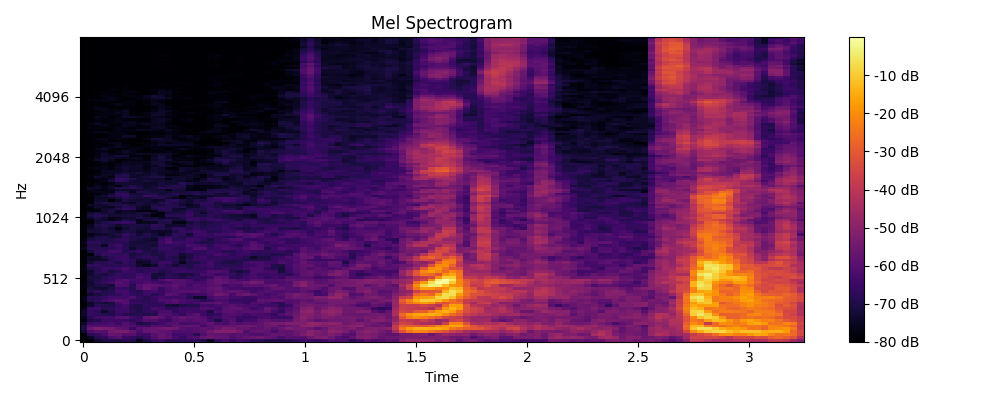 Mel Spectrogram
Hz
4096
2048
1024
512
0
0
0.5
1
1.5
2
2.5
3
Time
-10 dB
-20 dB
-30 dB
-40 dB
-50 dB
-60 dB
-70 dB
-80 dB